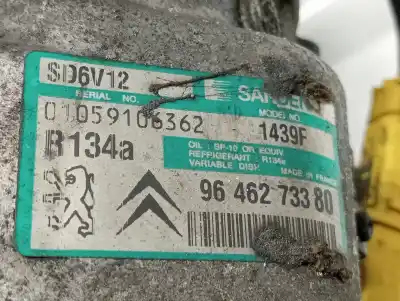 SD6V12
SERIAL NO.
SANDEN
MODEL NO.
01059106362
1439F
R134a
OIL : SP-10 OR EQUIV
REFRIGERANT : R134a
VARIABLE DISP.
MADE IN FRANCE
96 462 733 80